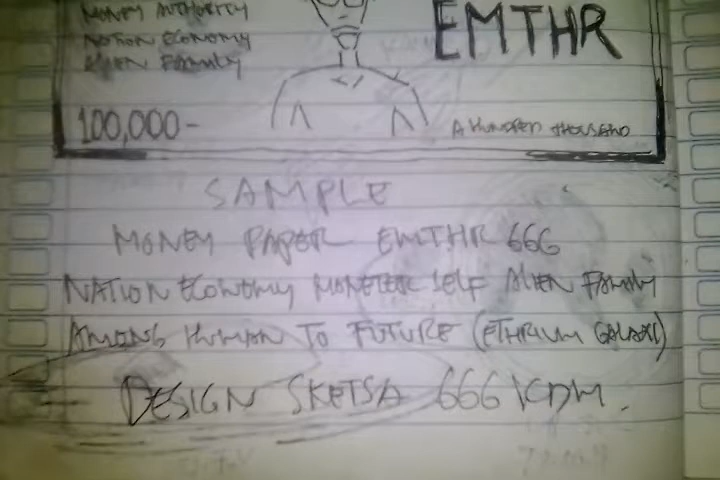 MONEY AUTHORITY
NATION ECONOMY
ALIEN FAMILY
EMTHR
100,000-
A HUNDRED THOUSAND
SAMPLE
MONEY PAPER EMTHR 666
NATION ECONOMY MONETER SELF ALIEN FAMILY
AMONG HUMAN TO FUTURE (ETHRIUM GALAXI)
DESIGN SKETSA 666 KDM.